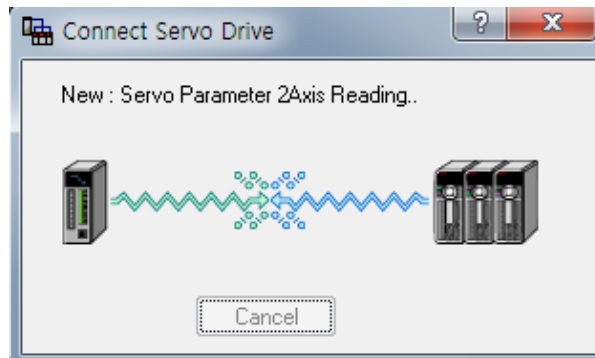 Connect Servo Drive
?
X
New : Servo Parameter 2Axis Reading..
Cancel